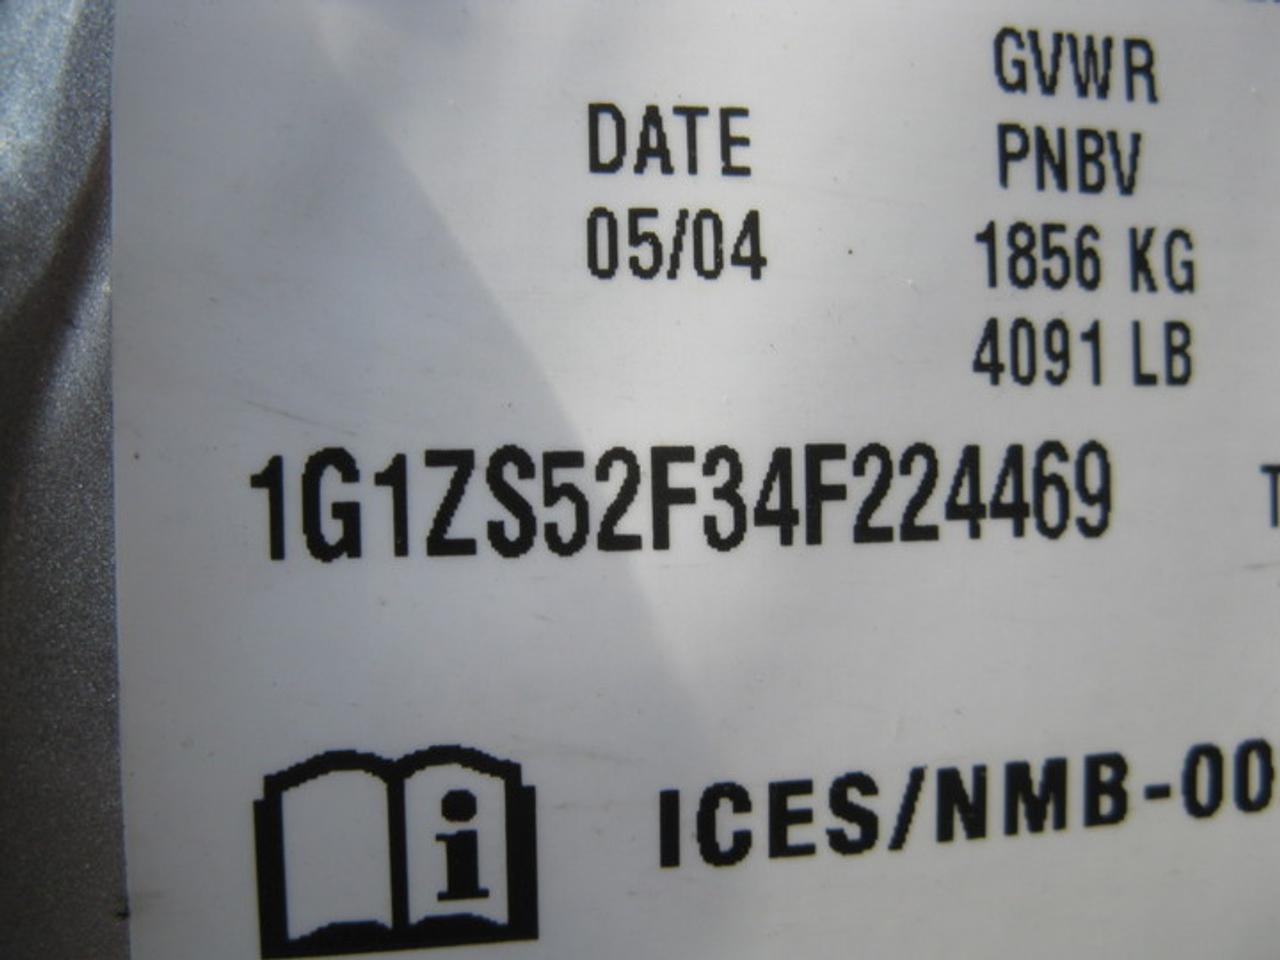 GVWR
DATE
PNBV
05/04
1856 KG
4091 LB
1G1ZS52F34F224469
T
i
ICES/NMB-00